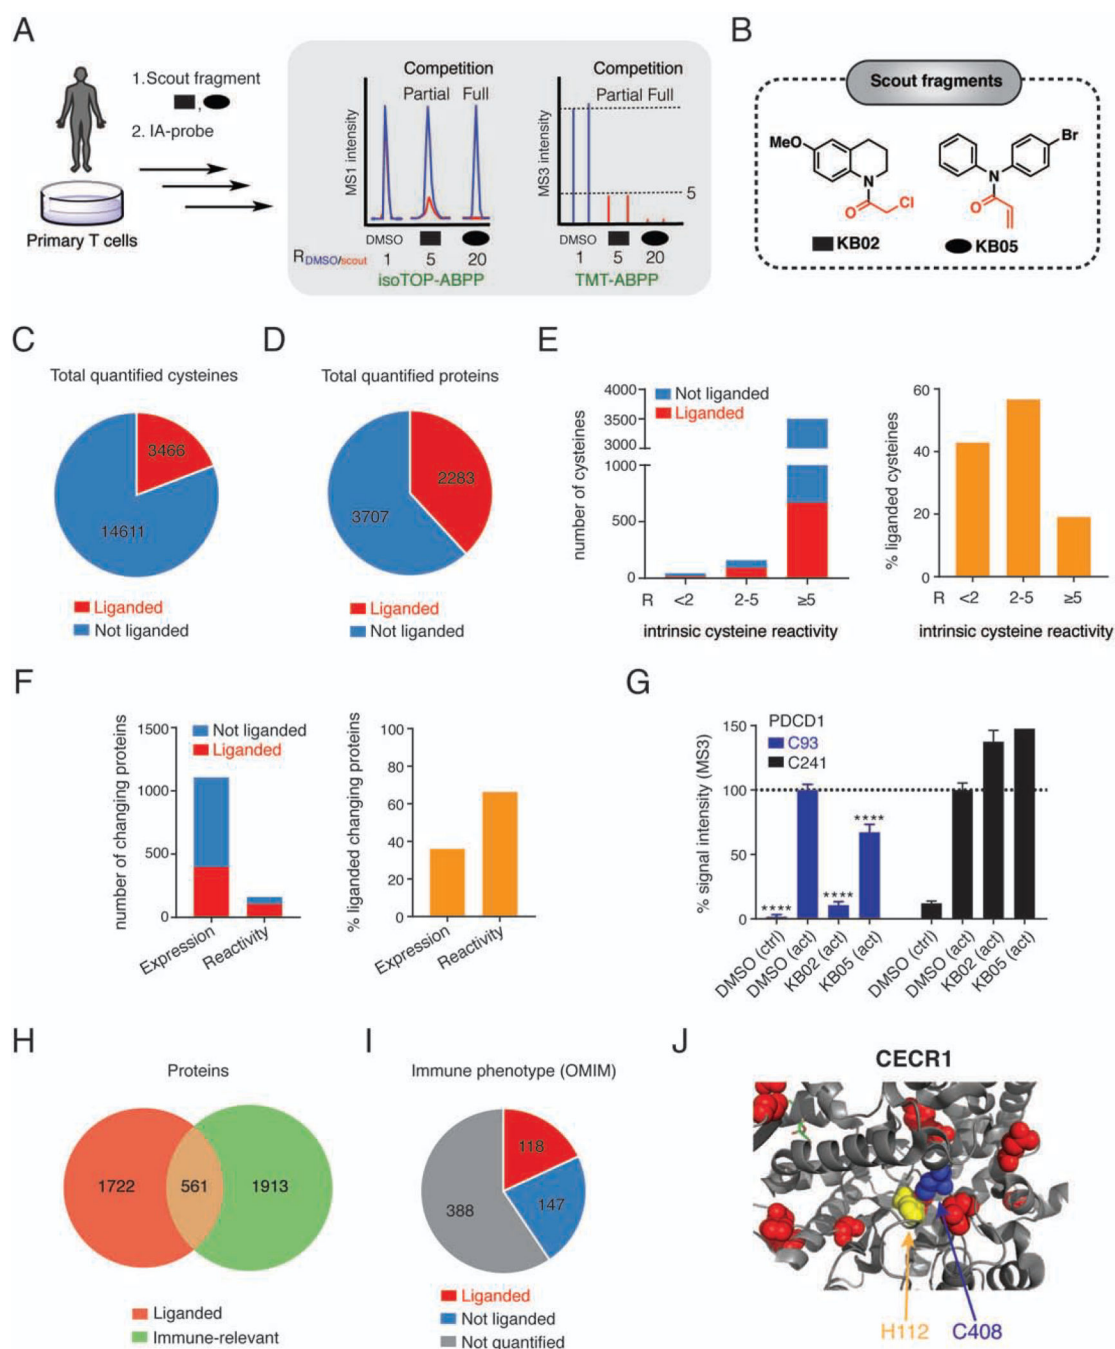 A
1.Scout fragment
,
2. IA-probe
Primary T cells
Competition
Partial Full
MS1 intensity
DMSO
R DMSO/scout 1 5 20
isoTOP-ABPP
Competition
Partial Full
MS3 intensity
5
DMSO
1 5 20
TMT-ABPP
B
Scout fragments
MeO
N
O
Cl
KB02
Br
N
O
KB05
C
Total quantified cysteines
3466
14611
Liganded
Not liganded
D
Total quantified proteins
2283
3707
Liganded
Not liganded
E
number of cysteines
4000
3500
3000
1000
500
0
Not liganded
Liganded
R <2 2-5 ≥5
intrinsic cysteine reactivity
% liganded cysteines
60
40
20
0
R <2 2-5 ≥5
intrinsic cysteine reactivity
F
number of changing proteins
1500
1000
500
0
Not liganded
Liganded
Expression
Reactivity
% liganded changing proteins
100
80
60
40
20
0
Expression
Reactivity
G
% signal intensity (MS3)
150
100
50
0
PDCD1
C93
C241
****
****
****
DMSO (ctrl)
DMSO (act)
KB02 (act)
KB05 (act)
DMSO (ctrl)
DMSO (act)
KB02 (act)
KB05 (act)
H
Proteins
1722 561 1913
Liganded
Immune-relevant
I
Immune phenotype (OMIM)
118
147
388
Liganded
Not liganded
Not quantified
J
CECR1
H112 C408